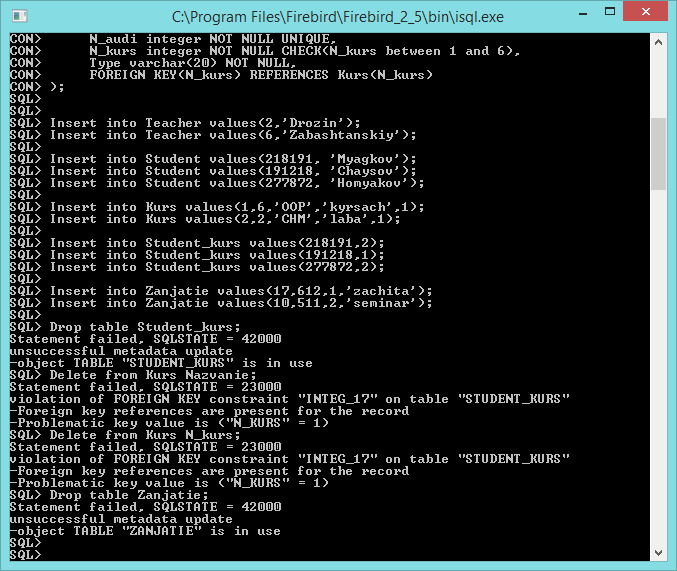 C:\Program Files\Firebird\Firebird_2_5\bin\isql.exe
CON>      N_audi integer NOT NULL UNIQUE,
CON>      N_kurs integer NOT NULL CHECK(N_kurs between 1 and 6),
CON>      Type varchar(20) NOT NULL,
CON>      FOREIGN KEY(N_kurs) REFERENCES Kurs(N_kurs)
CON> );
SQL>
SQL>
SQL> Insert into Teacher values(2,'Drozin');
SQL> Insert into Teacher values(6,'Zabashtanskiy');
SQL>
SQL> Insert into Student values(218191, 'Myagkov');
SQL> Insert into Student values(191218, 'Chaysov');
SQL> Insert into Student values(277872, 'Homyakov');
SQL>
SQL> Insert into Kurs values(1,6,'OOP','kyrsach',1);
SQL> Insert into Kurs values(2,2,'CHM','laba',1);
SQL>
SQL> Insert into Student_kurs values(218191,2);
SQL> Insert into Student_kurs values(191218,1);
SQL> Insert into Student_kurs values(277872,2);
SQL>
SQL> Insert into Zanjatie values(17,612,1,'zachita');
SQL> Insert into Zanjatie values(10,511,2,'seminar');
SQL>
SQL> Drop table Student_kurs;
Statement failed, SQLSTATE = 42000
unsuccessful metadata update
-object TABLE "STUDENT_KURS" is in use
SQL> Delete from Kurs Nazvanie;
Statement failed, SQLSTATE = 23000
violation of FOREIGN KEY constraint "INTEG_17" on table "STUDENT_KURS"
-Foreign key references are present for the record
-Problematic key value is ("N_KURS" = 1)
SQL> Delete from Kurs N_kurs;
Statement failed, SQLSTATE = 23000
violation of FOREIGN KEY constraint "INTEG_17" on table "STUDENT_KURS"
-Foreign key references are present for the record
-Problematic key value is ("N_KURS" = 1)
SQL> Drop table Zanjatie;
Statement failed, SQLSTATE = 42000
unsuccessful metadata update
-object TABLE "ZANJATIE" is in use
SQL>
SQL>